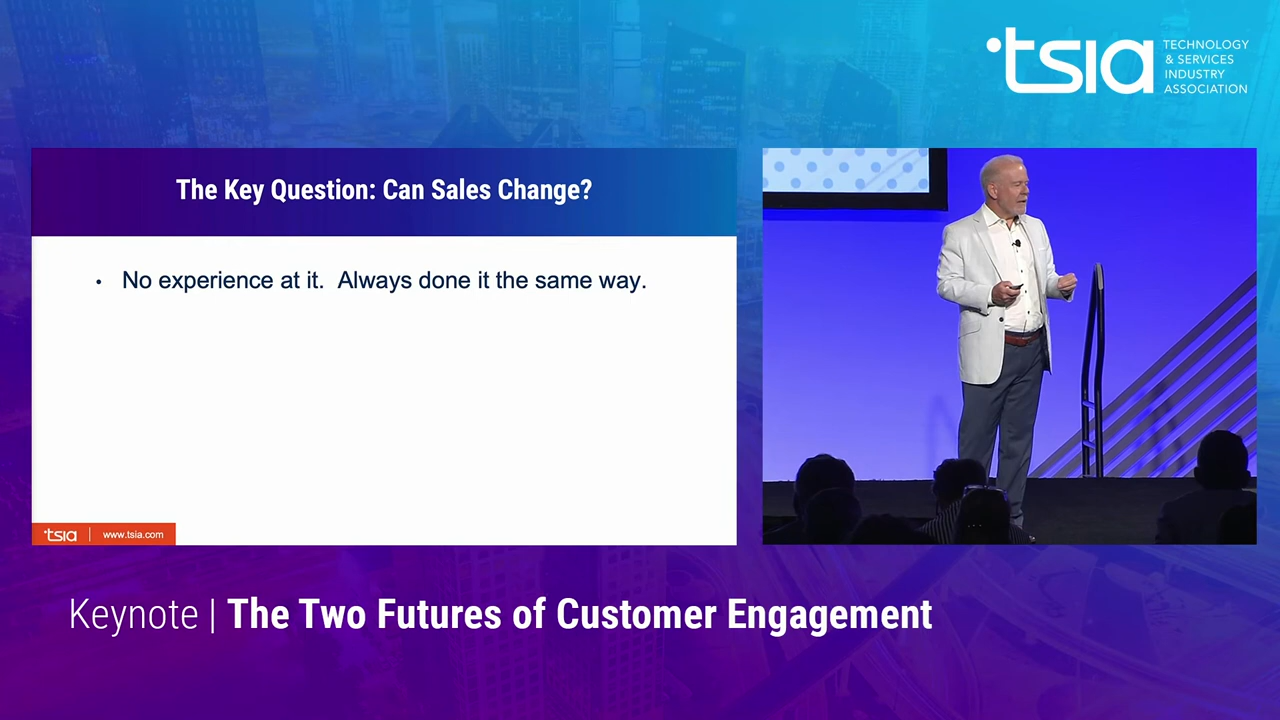 tsia
TECHNOLOGY
& SERVICES
INDUSTRY
ASSOCIATION
The Key Question: Can Sales Change?
• No experience at it.  Always done it the same way.
tsia | www.tsia.com
Keynote | The Two Futures of Customer Engagement